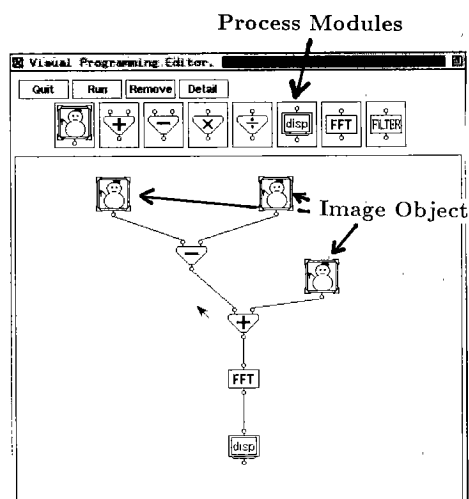 Process Modules
Visual Programming Editor.
Quit Run Remove Detail
+ − × ÷ disp FFT FILTER
Image Object
−
+
FFT
disp